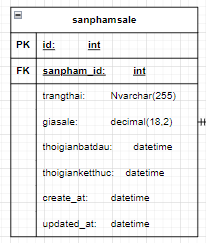 sanphamsale
PK id: int
FK sanpham_id: int
trangthai: Nvarchar(255)
giasale: decimal(18,2)
thoigianbatdau: datetime
thoigianketthuc: datetime
create_at: datetime
updated_at: datetime